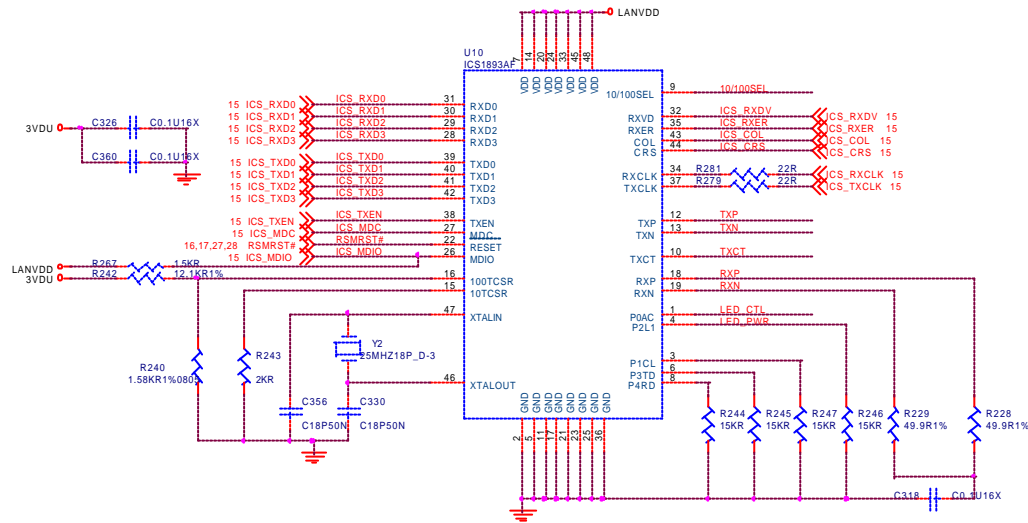 LANVDD
U10
ICS1893AF
7 14 20 24 33 45 48
VDD VDD VDD VDD VDD VDD VDD
9 10/100SEL
10/100SEL
15 ICS_RXD0 ICS_RXD0 31 RXD0
15 ICS_RXD1 ICS_RXD1 30 RXD1
15 ICS_RXD2 ICS_RXD2 29 RXD2
15 ICS_RXD3 ICS_RXD3 28 RXD3
RXVD 32 ICS_RXDV ICS_RXDV 15
RXER 35 ICS_RXER ICS_RXER 15
COL 43 ICS_COL ICS_COL 15
CRS 44 ICS_CRS ICS_CRS 15
C326 C0.1U16X
3VDU
C360 C0.1U16X
15 ICS_TXD0 ICS_TXD0 39 TXD0
15 ICS_TXD1 ICS_TXD1 40 TXD1
15 ICS_TXD2 ICS_TXD2 41 TXD2
15 ICS_TXD3 ICS_TXD3 42 TXD3
RXCLK 34 R281 22R ICS_RXCLK 15
TXCLK 37 R279 22R ICS_TXCLK 15
15 ICS_TXEN ICS_TXEN 38 TXEN
15 ICS_MDC ICS_MDC 27 MDC
16,17,27,28 RSMRST# RSMRST# 22 RESET
15 ICS_MDIO ICS_MDIO 26 MDIO
TXP 12 TXP
TXN 13 TXN
TXCT 10 TXCT
LANVDD R267 1.5KR
3VDU R242 12.1KR1%
16 100TCSR
15 10TCSR
RXP 18 RXP
RXN 19 RXN
47 XTALIN
P0AC 1 LED_CTL
P2L1 4 LED_PWR
Y2
25MHZ18P_D-3
R240
1.58KR1%0805
R243
2KR
P1CL 3
P3TD 6
P4RD 8
46 XTALOUT
C356
C18P50N
C330
C18P50N
GND GND GND GND GND GND GND GND
2 5 11 17 21 23 25 36
R244
15KR
R245
15KR
R247
15KR
R246
15KR
R229
49.9R1%
R228
49.9R1%
C318 C0.1U16X